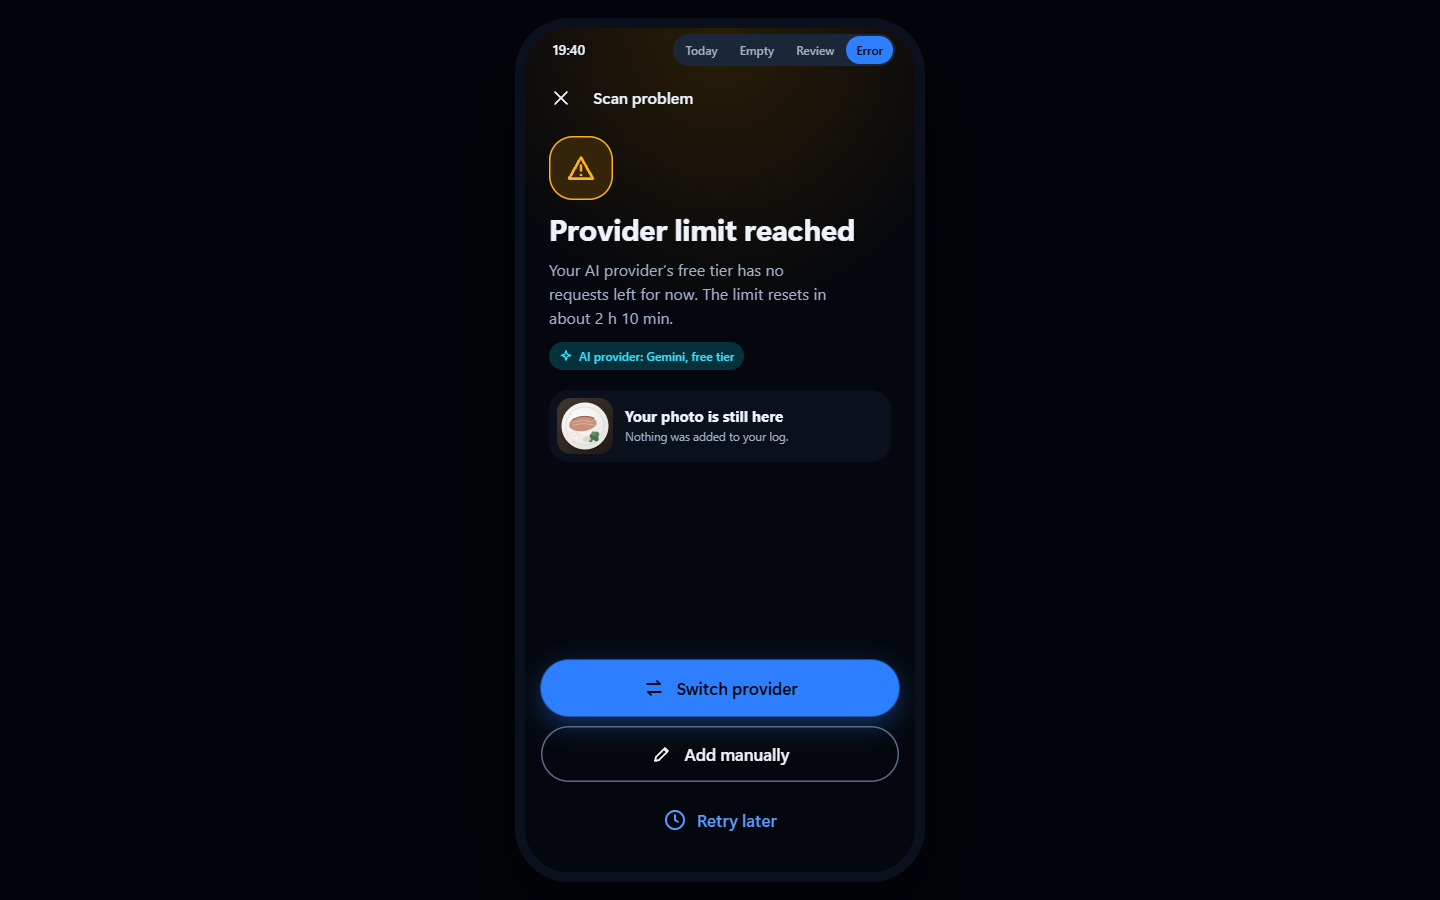 19:40
Today Empty Review Error
Scan problem
Provider limit reached
Your AI provider’s free tier has no
requests left for now. The limit resets in
about 2 h 10 min.
AI provider: Gemini, free tier
Your photo is still here
Nothing was added to your log.
Switch provider
Add manually
Retry later